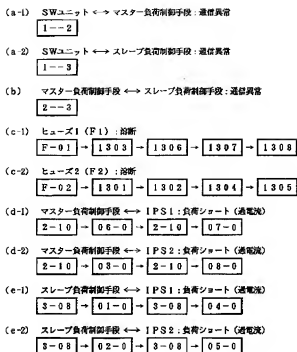 (a-1) SWユニット ←→ マスター負荷制御手段:通信異常
1--2
(a-2) SWユニット ←→ スレーブ負荷制御手段:通信異常
1--3
(b) マスター負荷制御手段 ←→ スレーブ負荷制御手段:通信異常
2--3
(c-1) ヒューズ1(F1):溶断
F-01 → 1303 → 1306 → 1307 → 1308
(c-2) ヒューズ2(F2):溶断
F-02 → 1301 → 1302 → 1304 → 1305
(d-1) マスター負荷制御手段 ←→ IPS1:負荷ショート(過電流)
2-10 → 06-0 → 2-10 → 07-0
(d-2) マスター負荷制御手段 ←→ IPS2:負荷ショート(過電流)
2-10 → 03-0 → 2-10 → 08-0
(e-1) スレーブ負荷制御手段 ←→ IPS1:負荷ショート(過電流)
3-08 → 01-0 → 3-08 → 04-0
(e-2) スレーブ負荷制御手段 ←→ IPS2:負荷ショート(過電流)
3-08 → 02-0 → 3-08 → 05-0